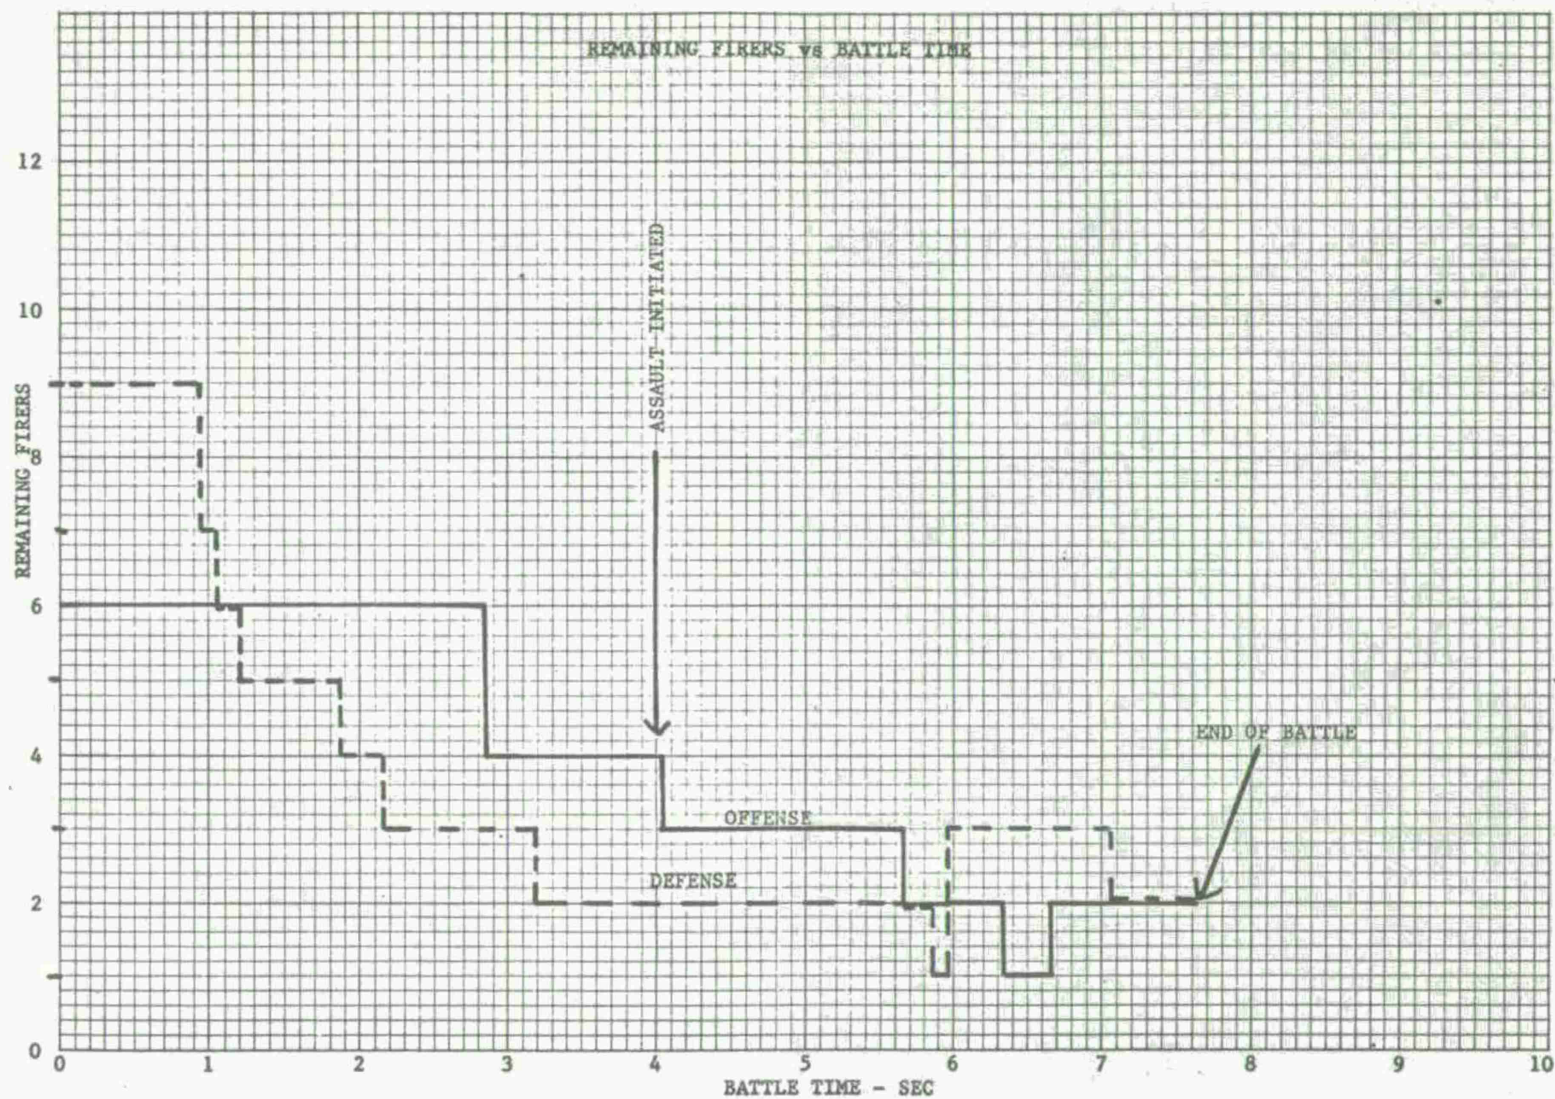 REMAINING FIRERS vs BATTLE TIME
12
10
8
6
4
2
0
REMAINING FIRERS
ASSAULT INITIATED
END OF BATTLE
OFFENSE
DEFENSE
0 1 2 3 4 5 6 7 8 9 10
BATTLE TIME - SEC